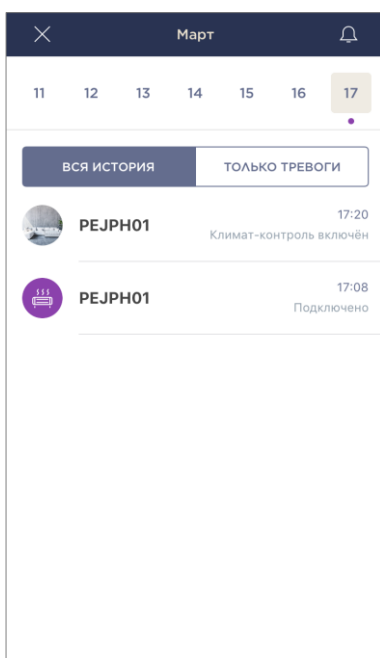 Март
11 12 13 14 15 16 17
ВСЯ ИСТОРИЯ ТОЛЬКО ТРЕВОГИ
17:20
PEJPH01
Климат-контроль включён
17:08
PEJPH01
Подключено